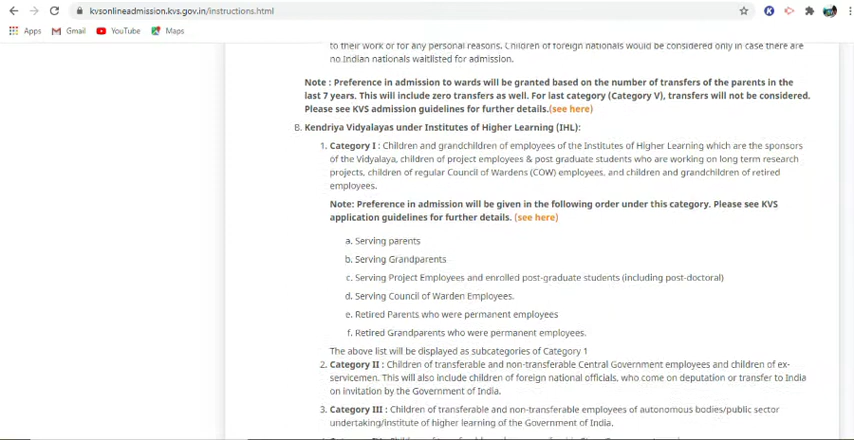 kvsonlineadmission.kvs.gov.in/instructions.html
Apps Gmail YouTube Maps
to their work or for any personal reasons. Children of foreign nationals would be considered only in case there are
no Indian nationals waitlisted for admission.
Note : Preference in admission to wards will be granted based on the number of transfers of the parents in the
last 7 years. This will include zero transfers as well. For last category (Category V), transfers will not be considered.
Please see KVS admission guidelines for further details.(see here)
B. Kendriya Vidyalayas under Institutes of Higher Learning (IHL):
1. Category I : Children and grandchildren of employees of the Institutes of Higher Learning which are the sponsors
of the Vidyalaya, children of project employees & post graduate students who are working on long term research
projects, children of regular Council of Wardens (COW) employees, and children and grandchildren of retired
employees.
Note: Preference in admission will be given in the following order under this category. Please see KVS
application guidelines for further details. (see here)
a. Serving parents
b. Serving Grandparents
c. Serving Project Employees and enrolled post-graduate students (including post-doctoral)
d. Serving Council of Warden Employees.
e. Retired Parents who were permanent employees
f. Retired Grandparents who were permanent employees.
The above list will be displayed as subcategories of Category 1
2. Category II : Children of transferable and non-transferable Central Government employees and children of ex-
servicemen. This will also include children of foreign national officials, who come on deputation or transfer to India
on invitation by the Government of India.
3. Category III : Children of transferable and non-transferable employees of autonomous bodies/public sector
undertaking/institute of higher learning of the Government of India.